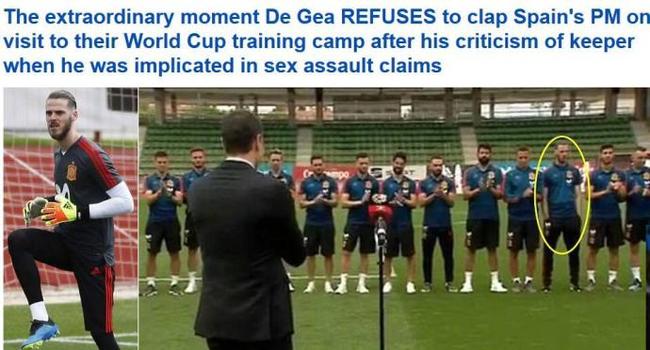 The extraordinary moment De Gea REFUSES to clap Spain's PM on
visit to their World Cup training camp after his criticism of keeper
when he was implicated in sex assault claims